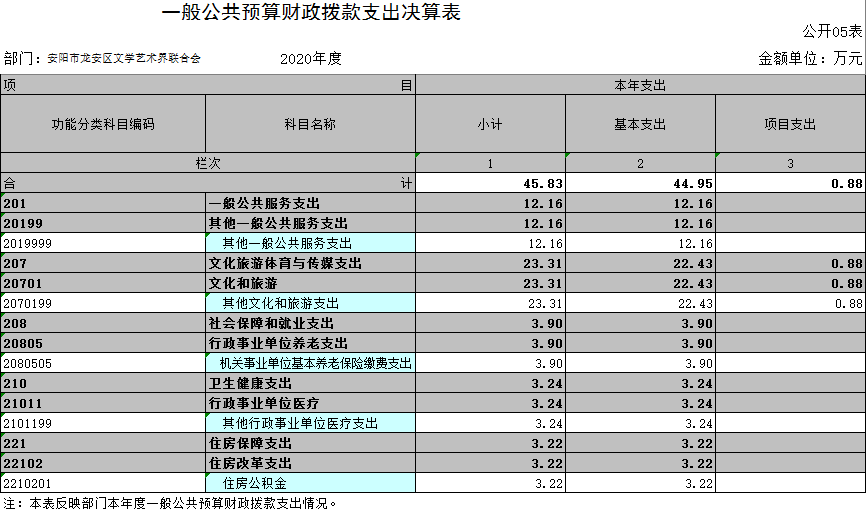 一般公共预算财政拨款支出决算表
公开05表
部门：安阳市龙安区文学艺术界联合会 2020年度 金额单位：万元
项 目 本年支出
功能分类科目编码 科目名称 小计 基本支出 项目支出
栏次 1 2 3
合 计 45.83 44.95 0.88
201 一般公共服务支出 12.16 12.16
20199 其他一般公共服务支出 12.16 12.16
2019999 其他一般公共服务支出 12.16 12.16
207 文化旅游体育与传媒支出 23.31 22.43 0.88
20701 文化和旅游 23.31 22.43 0.88
2070199 其他文化和旅游支出 23.31 22.43 0.88
208 社会保障和就业支出 3.90 3.90
20805 行政事业单位养老支出 3.90 3.90
2080505 机关事业单位基本养老保险缴费支出 3.90 3.90
210 卫生健康支出 3.24 3.24
21011 行政事业单位医疗 3.24 3.24
2101199 其他行政事业单位医疗支出 3.24 3.24
221 住房保障支出 3.22 3.22
22102 住房改革支出 3.22 3.22
2210201 住房公积金 3.22 3.22
注：本表反映部门本年度一般公共预算财政拨款支出情况。